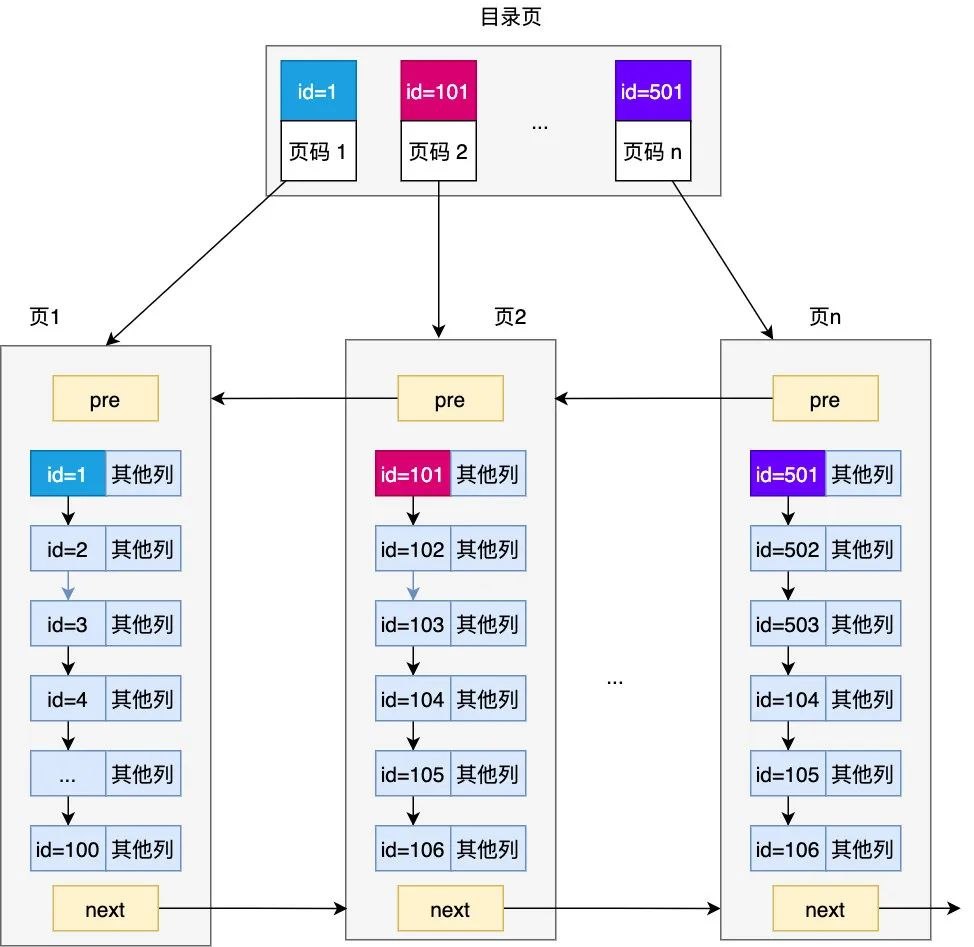 目录页
id=1 id=101 ... id=501
页码 1 页码 2 页码 n
页1 页2 页n
pre pre pre
id=1 其他列 id=101 其他列 id=501 其他列
id=2 其他列 id=102 其他列 id=502 其他列
id=3 其他列 id=103 其他列 id=503 其他列
id=4 其他列 id=104 其他列 ... id=104 其他列
... 其他列 id=105 其他列 id=105 其他列
id=100 其他列 id=106 其他列 id=106 其他列
next next next